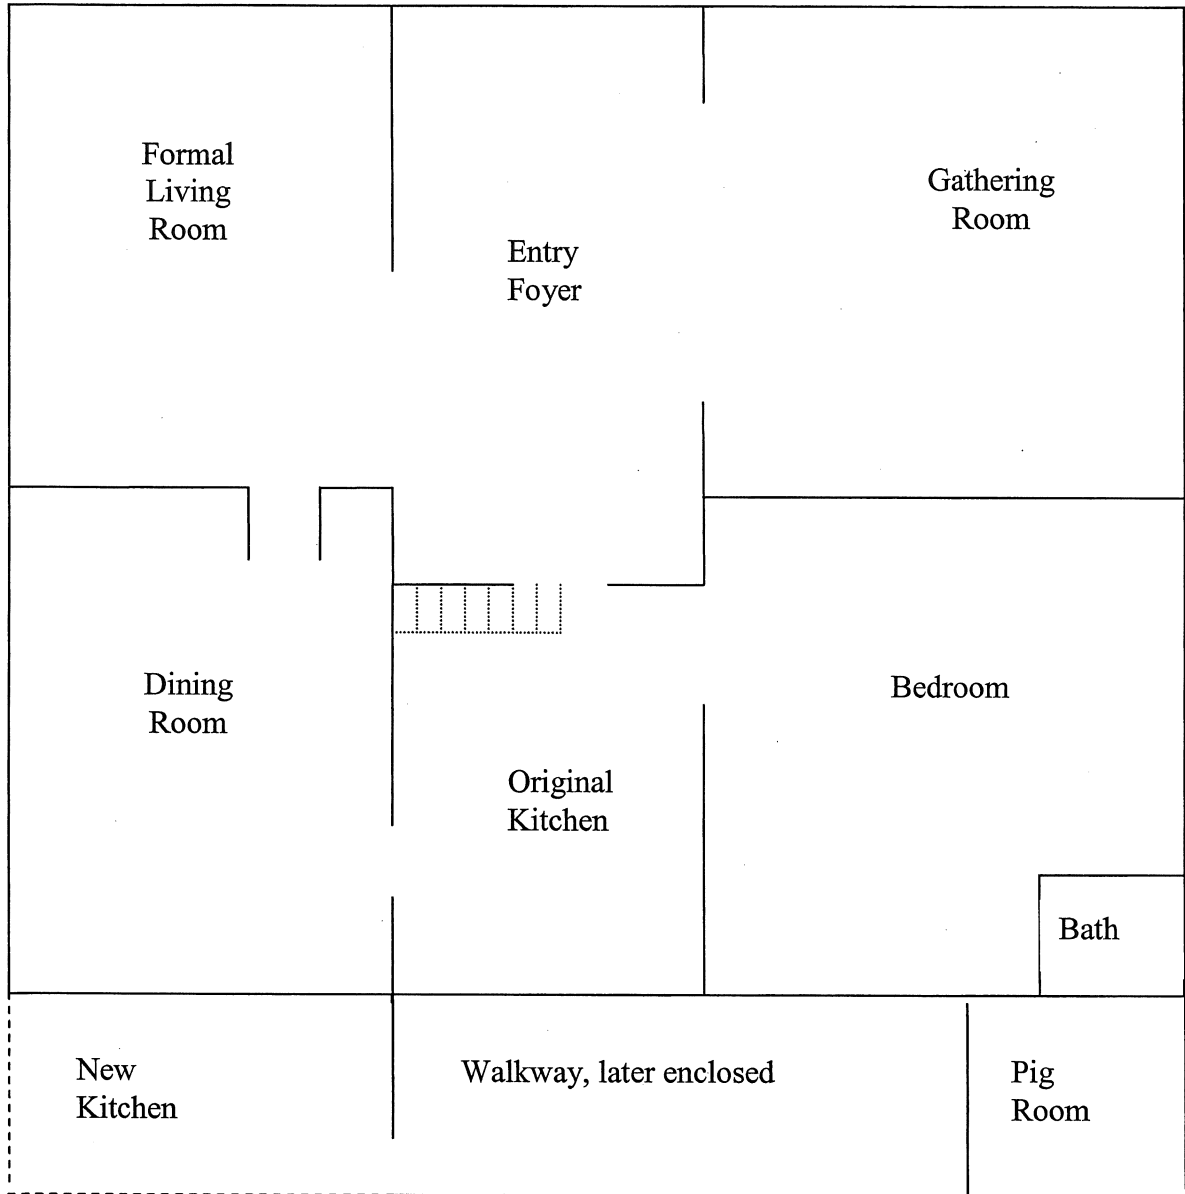 Formal
Living
Room
Entry
Foyer
Gathering
Room
Dining
Room
Original
Kitchen
Bedroom
Bath
New
Kitchen
Walkway, later enclosed
Pig
Room